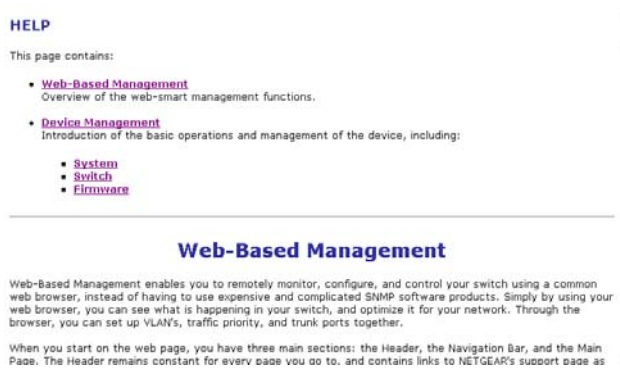 HELP
This page contains:
Web-Based Management
Overview of the web-smart management functions.
Device Management
Introduction of the basic operations and management of the device, including:
System
Switch
Firmware
Web-Based Management
Web-Based Management enables you to remotely monitor, configure, and control your switch using a common
web browser, instead of having to use expensive and complicated SNMP software products. Simply by using your
web browser, you can see what is happening in your switch, and optimize it for your network. Through the
browser, you can set up VLAN's, traffic priority, and trunk ports together.
When you start on the web page, you have three main sections: the Header, the Navigation Bar, and the Main
Page. The Header remains constant for every page you go to, and contains links to NETGEAR's support page as